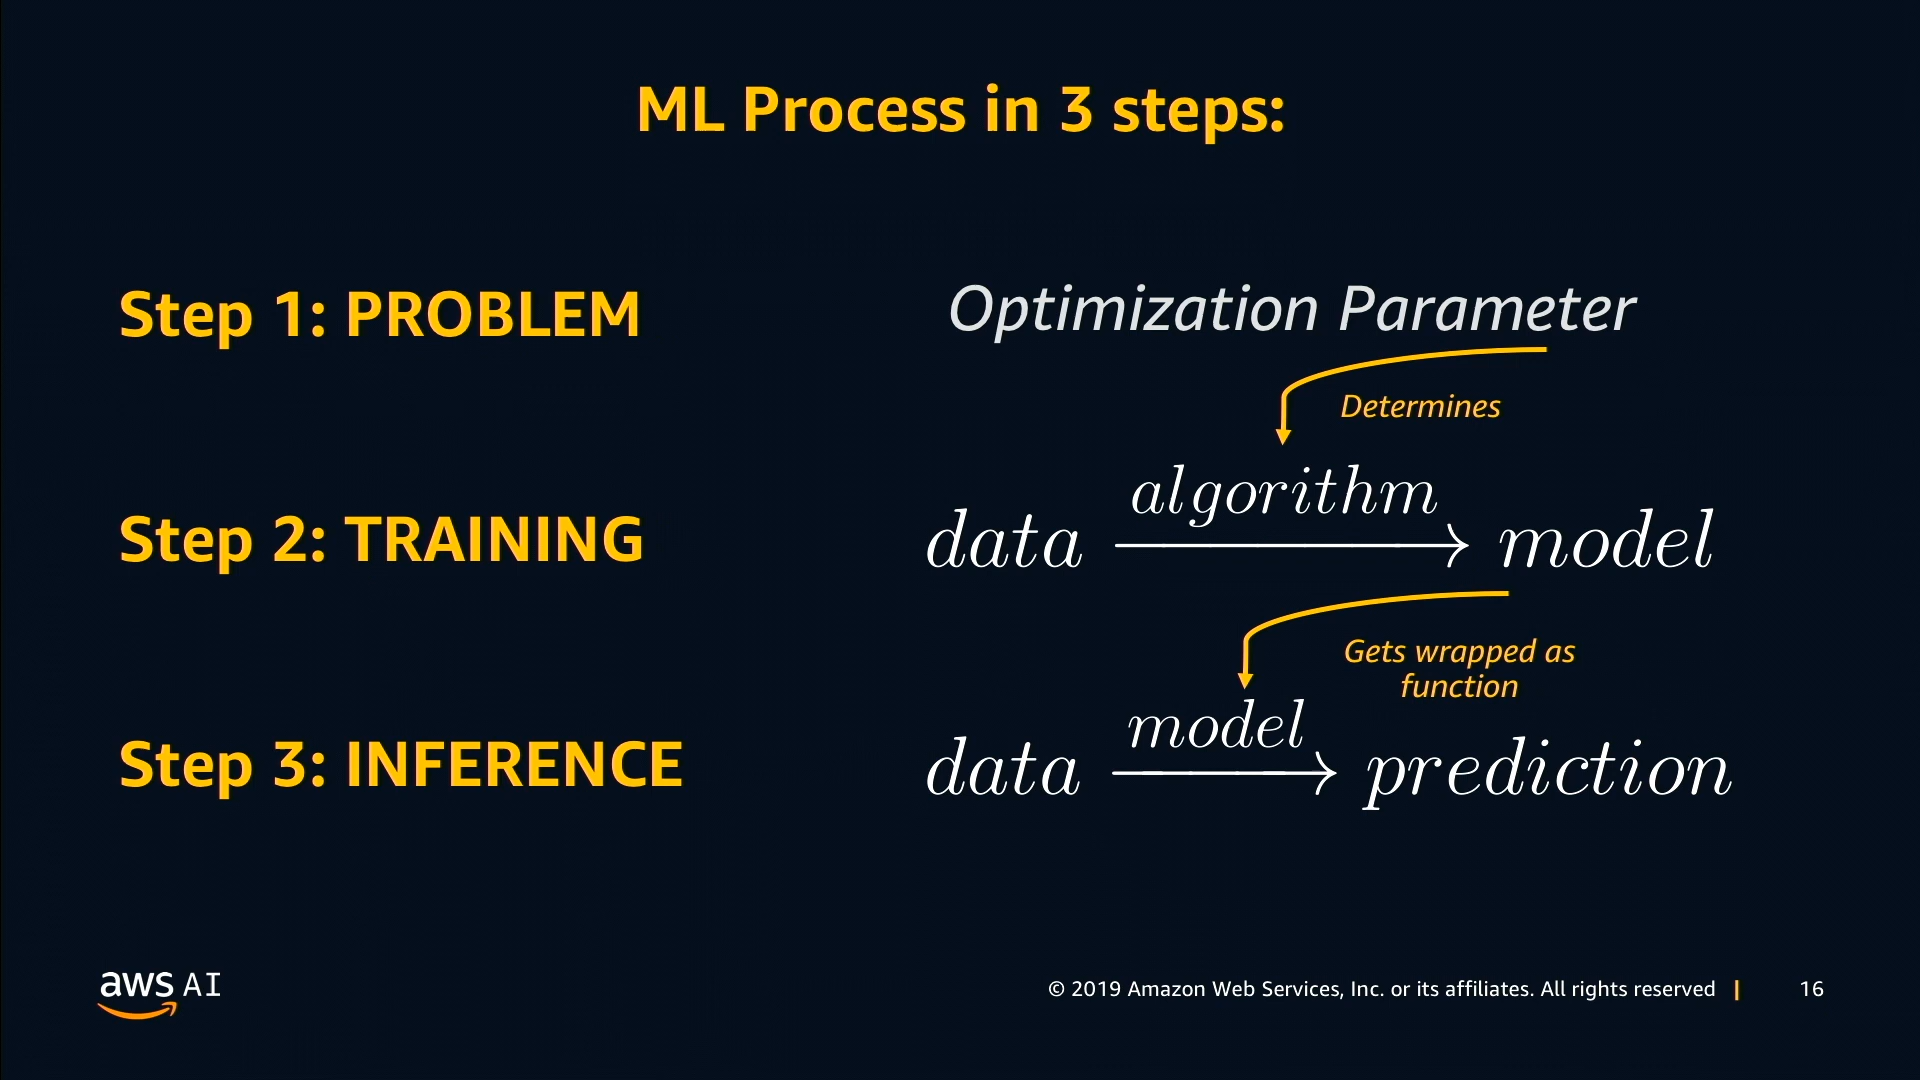 ML Process in 3 steps:
Step 1: PROBLEM
Optimization Parameter
Determines
Step 2: TRAINING
algorithm
data
model
Gets wrapped as
function
Step 3: INFERENCE
model
data
prediction
aws AI
© 2019 Amazon Web Services, Inc. or its affiliates. All rights reserved |
16